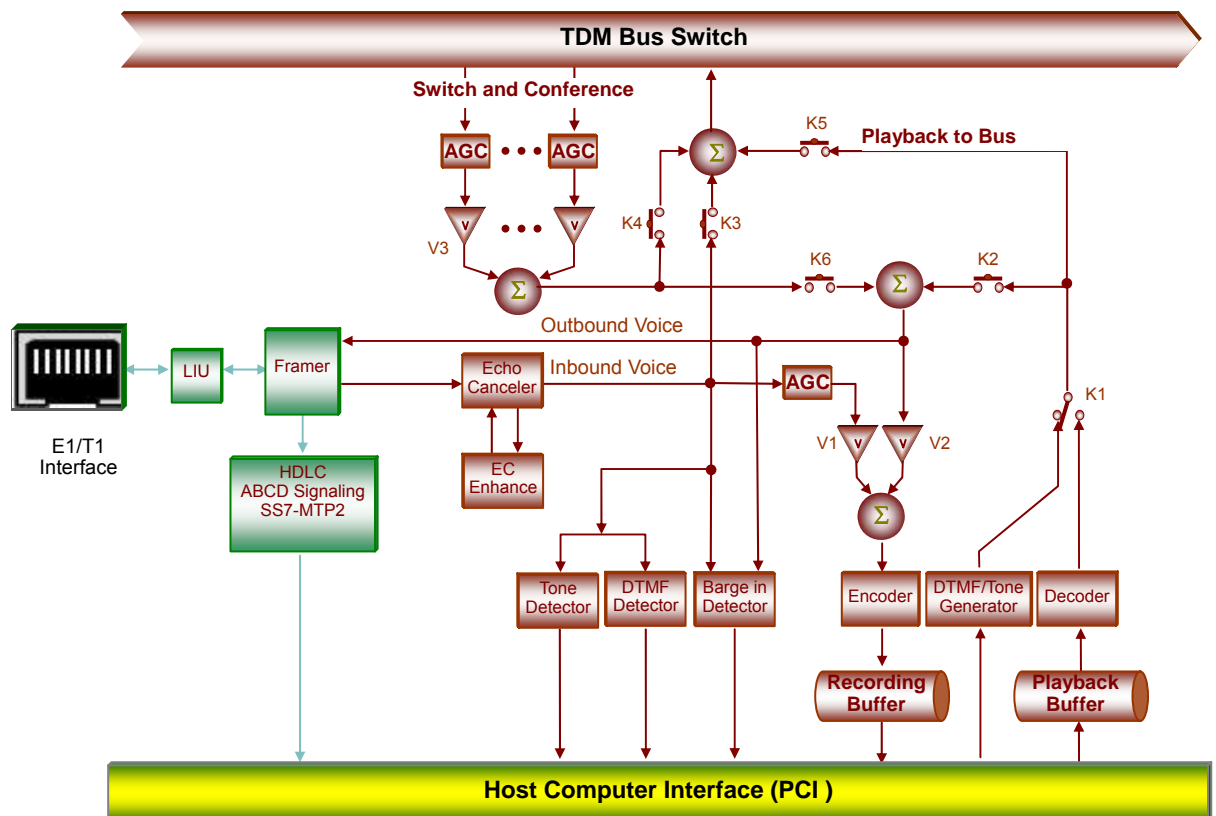 TDM Bus Switch
Switch and Conference
AGC
AGC
V3
v
v
Σ
K4
K3
Σ
K5
Playback to Bus
K6
Σ
K2
Outbound Voice
Inbound Voice
E1/T1
Interface
LIU
Framer
Echo
Canceler
EC
Enhance
HDLC
ABCD Signaling
SS7-MTP2
AGC
V1
v
v
V2
Σ
K1
Tone
Detector
DTMF
Detector
Barge in
Detector
Encoder
DTMF/Tone
Generator
Decoder
Recording
Buffer
Playback
Buffer
Host Computer Interface (PCI )